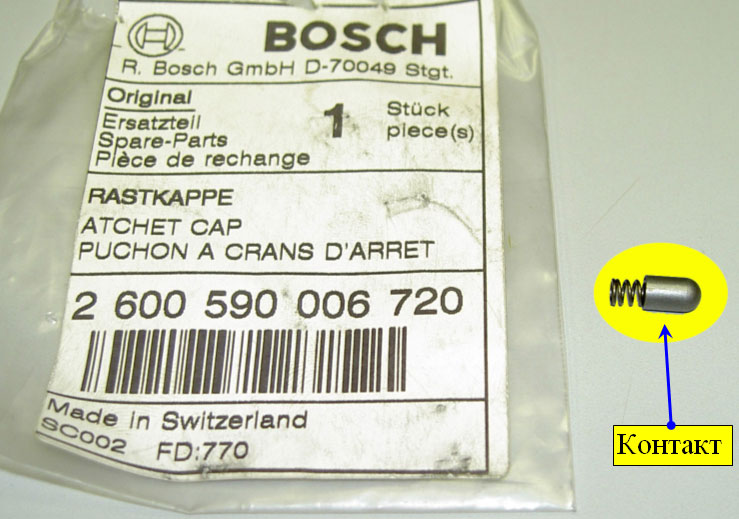 BOSCH
R. Bosch GmbH D-70049 Stgt.
Original
Ersatzteil
Spare-Parts
Pièce de rechange
1 Stück
piece(s)
RASTKAPPE
ATCHET CAP
PUCHON A CRANS D'ARRET
2 600 590 006 720
Made in Switzerland
SC002 FD:770
Контакт